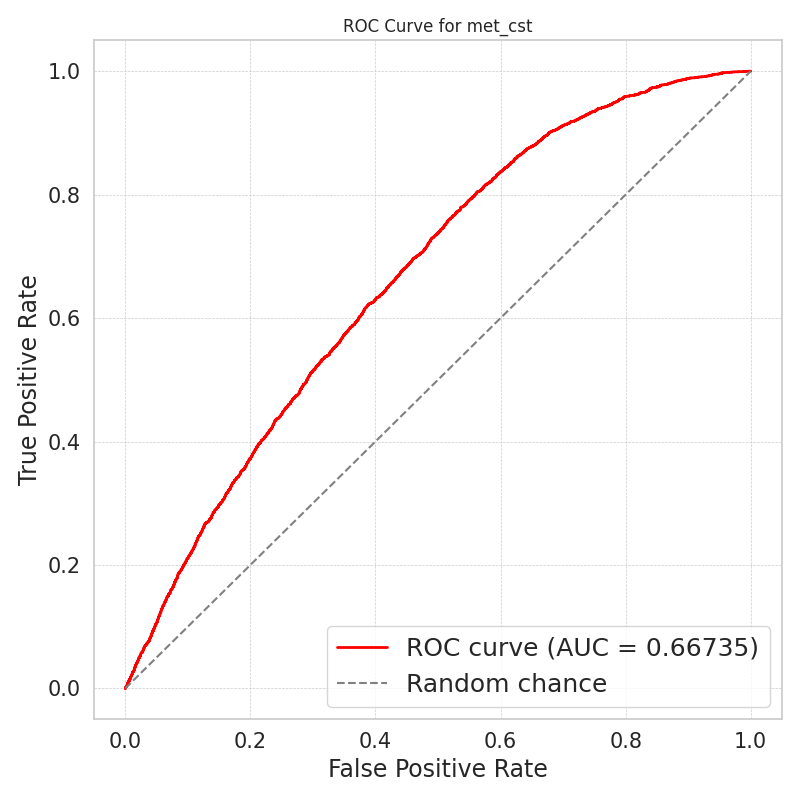 ROC Curve for met_cst
True Positive Rate
1.0
0.8
0.6
0.4
0.2
0.0
ROC curve (AUC = 0.66735)
Random chance
0.0 0.2 0.4 0.6 0.8 1.0
False Positive Rate